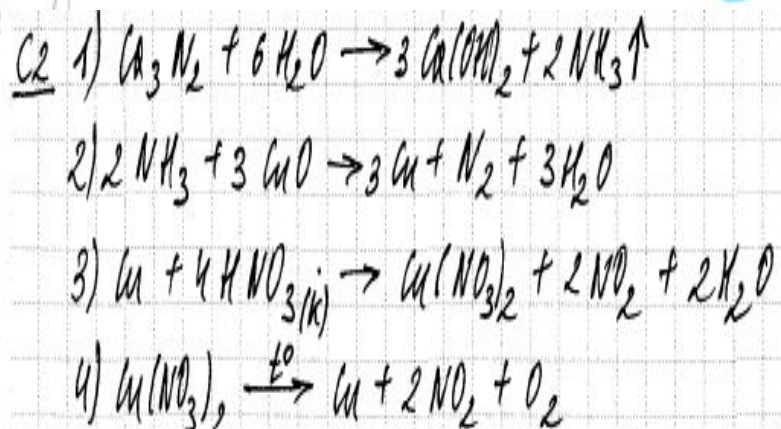 C2 1) Ca₃N₂ + 6H₂O → 3Ca(OH)₂ + 2NH₃↑
2) 2NH₃ + 3CuO → 3Cu + N₂ + 3H₂O
3) Cu + 4HNO₃(к) → Cu(NO₃)₂ + 2NO₂ + 2H₂O
4) Cu(NO₃)₂ t° → Cu + 2NO₂ + O₂